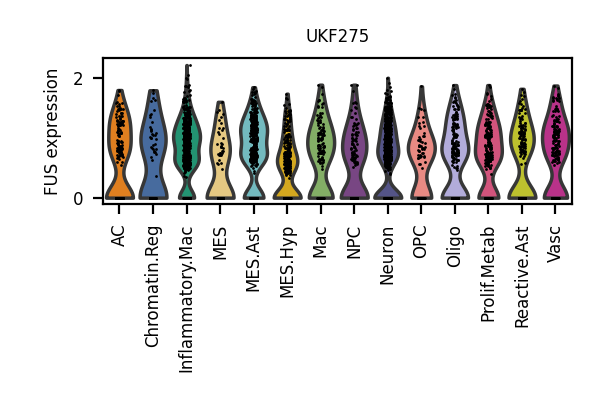 UKF275
FUS expression
2
0
AC
Chromatin.Reg
Inflammatory.Mac
MES
MES.Ast
MES.Hyp
Mac
NPC
Neuron
OPC
Oligo
Prolif.Metab
Reactive.Ast
Vasc